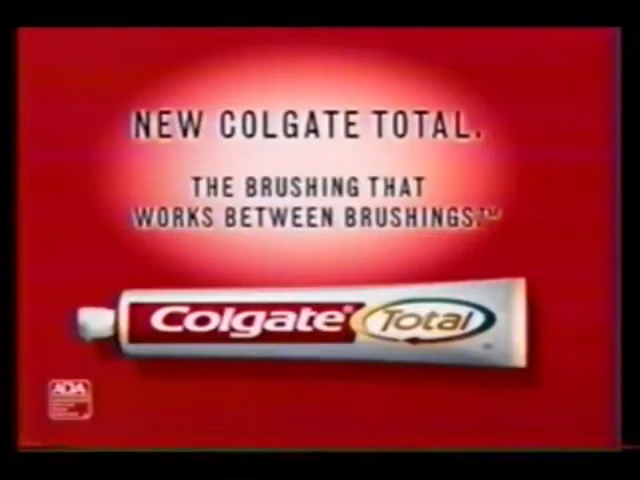 NEW COLGATE TOTAL.
THE BRUSHING THAT
WORKS BETWEEN BRUSHINGS.™
Colgate® Total
ADA